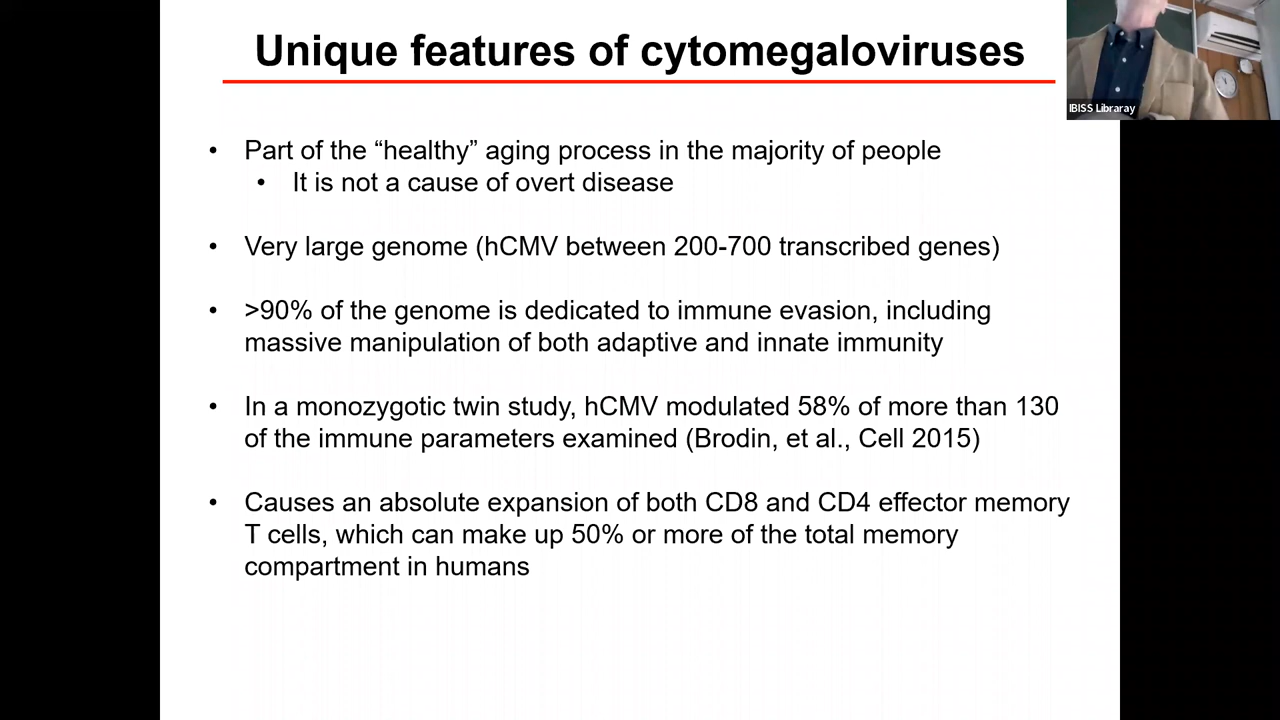 Unique features of cytomegaloviruses
IBISS Libraray
• Part of the “healthy” aging process in the majority of people
• It is not a cause of overt disease
• Very large genome (hCMV between 200-700 transcribed genes)
• >90% of the genome is dedicated to immune evasion, including
massive manipulation of both adaptive and innate immunity
• In a monozygotic twin study, hCMV modulated 58% of more than 130
of the immune parameters examined (Brodin, et al., Cell 2015)
• Causes an absolute expansion of both CD8 and CD4 effector memory
T cells, which can make up 50% or more of the total memory
compartment in humans